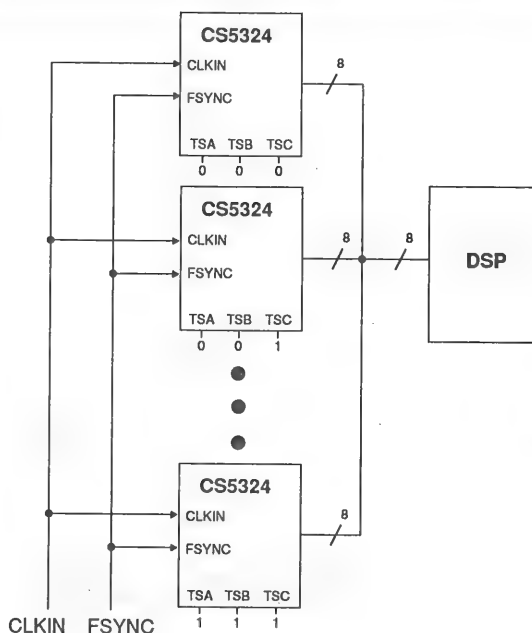 CS5324
8
CLKIN
FSYNC
TSA TSB TSC
0 0 0
CS5324
8 8
CLKIN
DSP
FSYNC
TSA TSB TSC
0 0 1
CS5324
8
CLKIN
FSYNC
TSA TSB TSC
1 1 1
CLKIN FSYNC